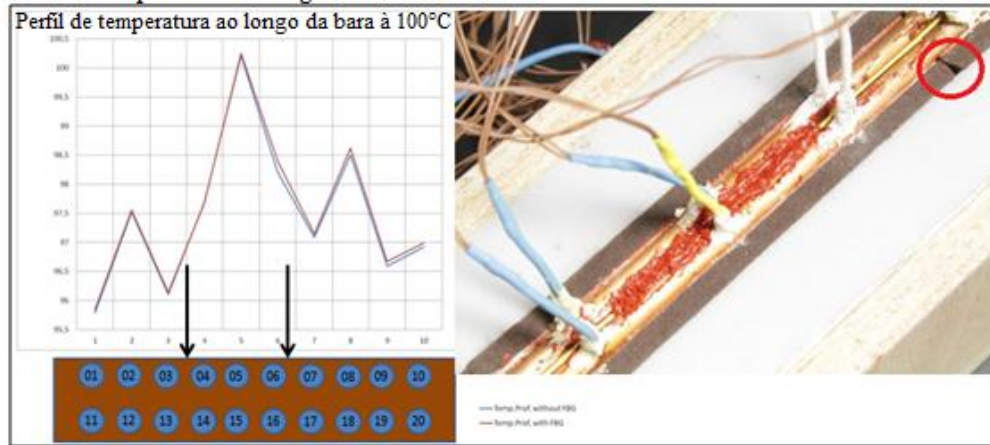 Perfil de temperatura ao longo da bara à 100°C
100,5
100
99,5
99
98,5
98
97,5
97
96,5
96
95,5
1 2 3 4 5 6 7 8 9 10
01 02 03 04 05 06 07 08 09 10
11 12 13 14 15 16 17 18 19 20
Temp.Prof. without FBG
Temp.Prof. with FBG